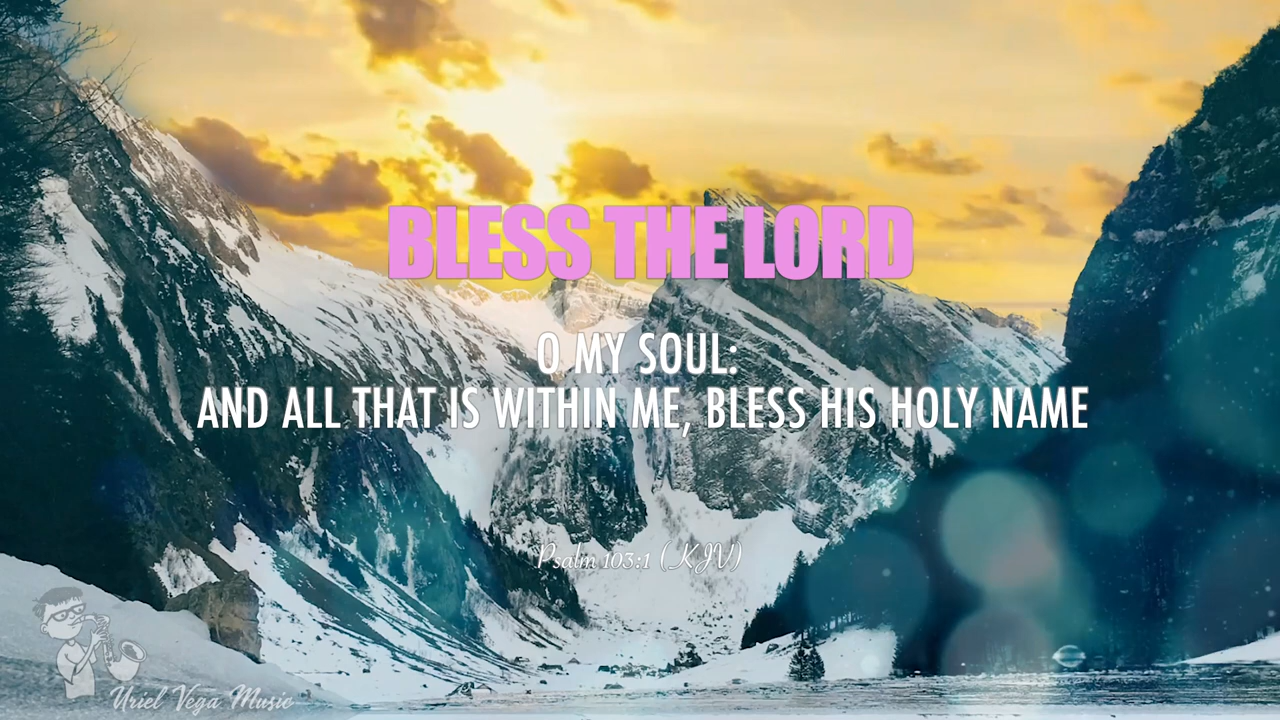 BLESS THE LORD
O MY SOUL:
AND ALL THAT IS WITHIN ME, BLESS HIS HOLY NAME
Psalm 103:1 (KJV)
Uriel Vega Music